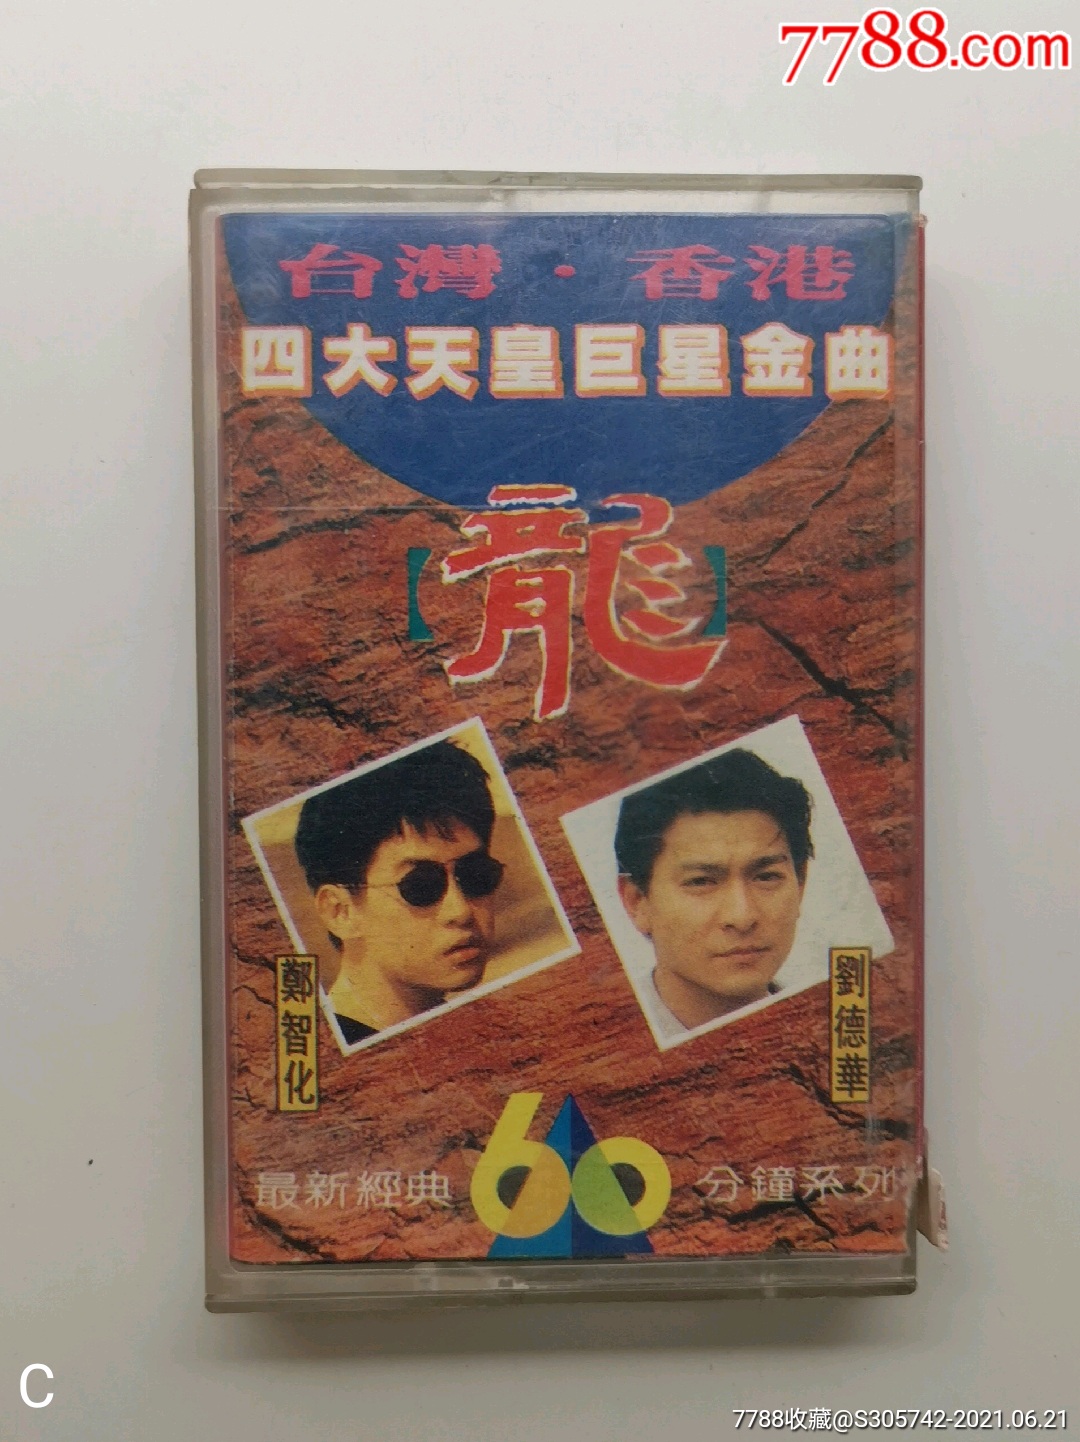 7788.com
台灣·香港
四大天皇巨星金曲
【龍】
鄭智化
劉德華
最新經典60分鐘系列
C
7788收藏@S305742-2021.06.21